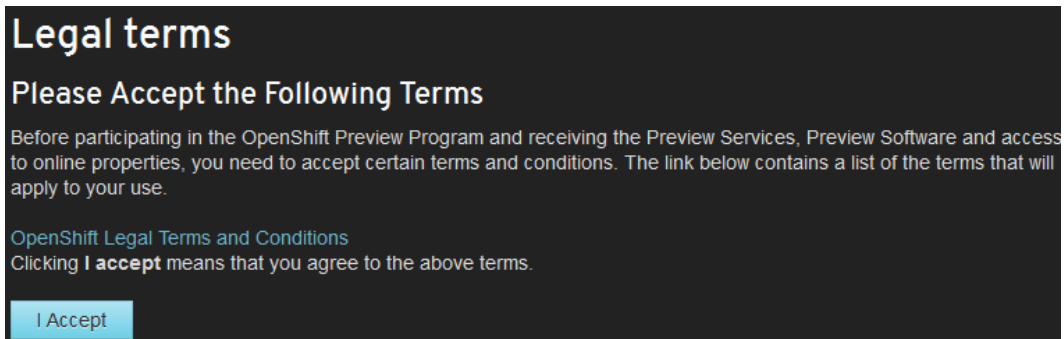 Legal terms
Please Accept the Following Terms
Before participating in the OpenShift Preview Program and receiving the Preview Services, Preview Software and access
to online properties, you need to accept certain terms and conditions. The link below contains a list of the terms that will
apply to your use.
OpenShift Legal Terms and Conditions
Clicking I accept means that you agree to the above terms.
I Accept